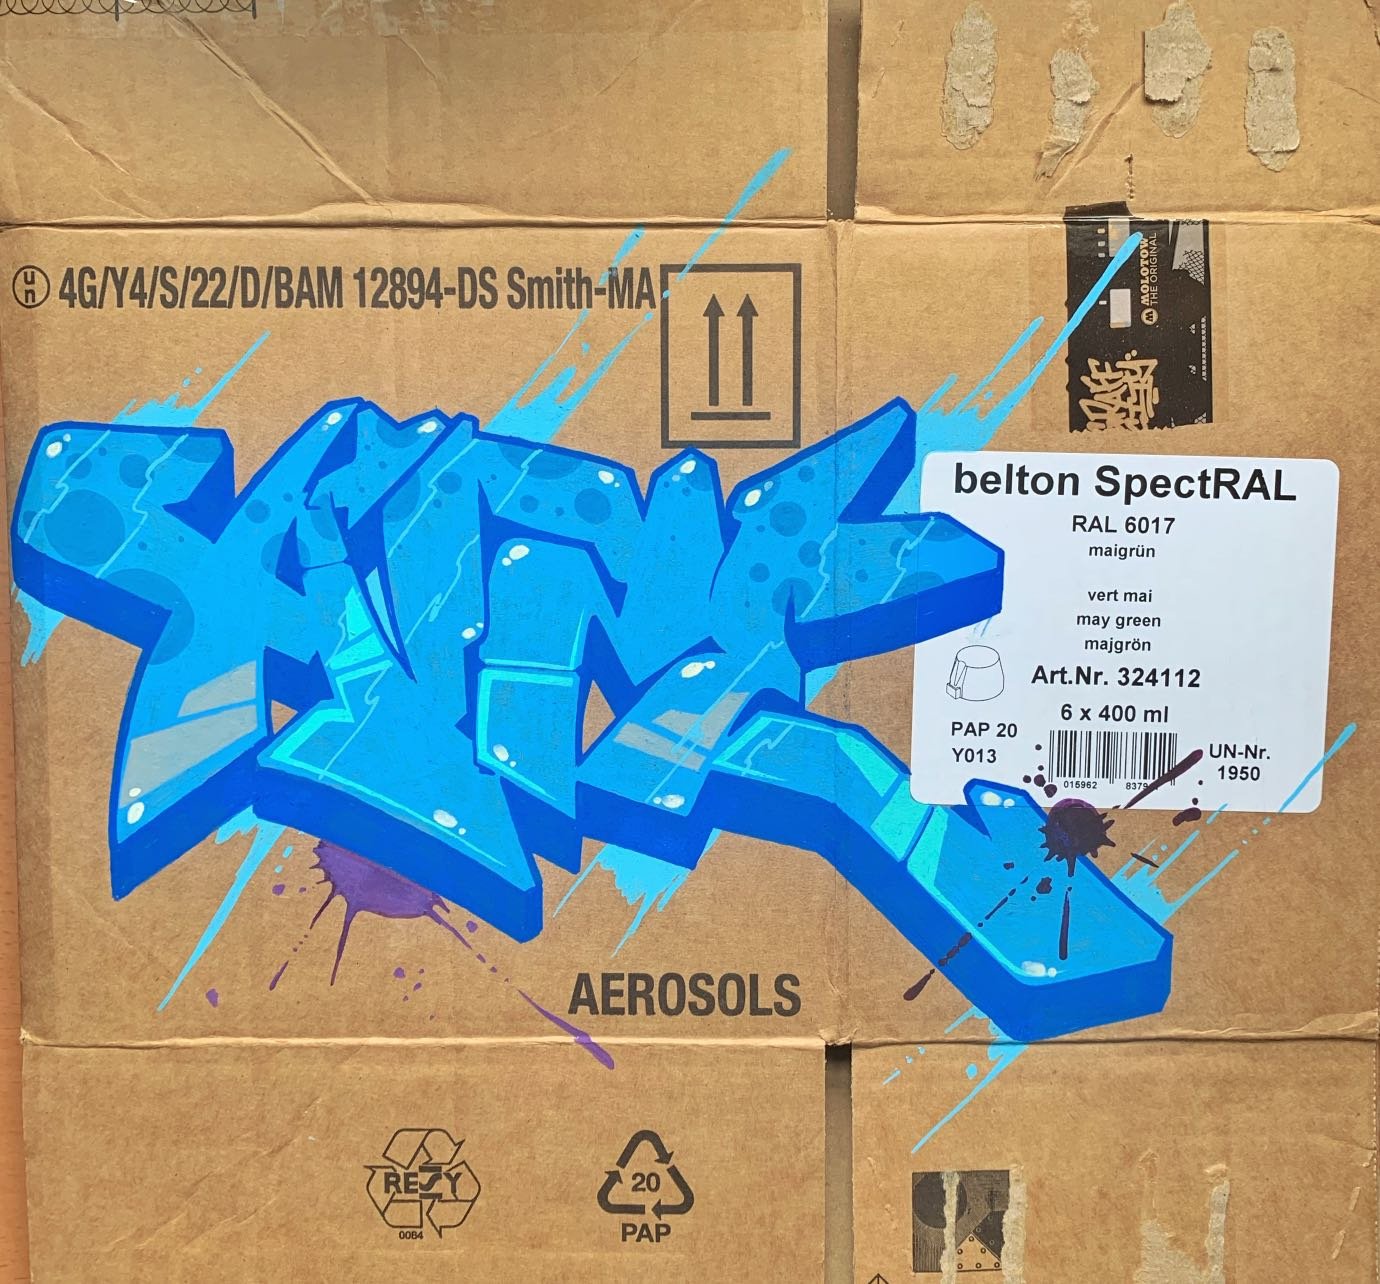 un 4G/Y4/S/22/D/BAM 12894-DS Smith-MA
MOLOTOW
THE ORIGINAL
belton SpectRAL
RAL 6017
maigrün
vert mai
may green
majgrön
Art.Nr. 324112
6 x 400 ml
PAP 20
Y013
UN-Nr.
1950
015962
AEROSOLS
RESY
0084
20
PAP